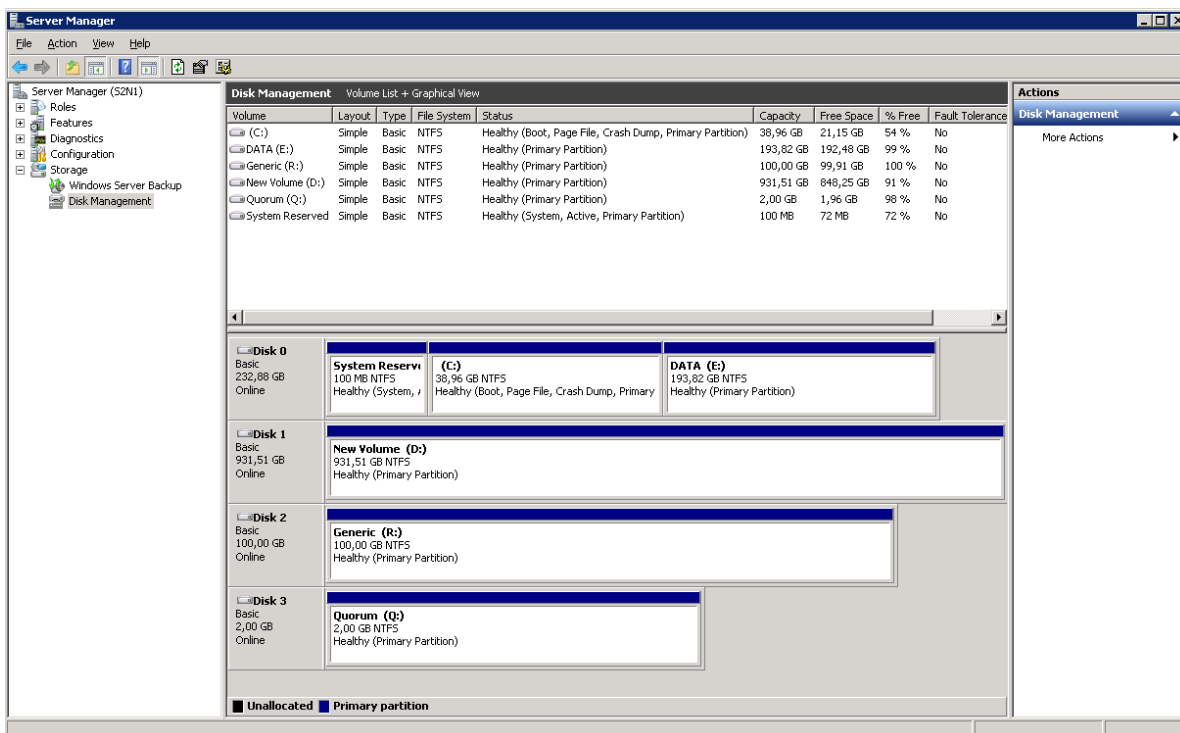 Server Manager
File Action View Help
Server Manager (S2N1)
Roles
Features
Diagnostics
Configuration
Storage
Windows Server Backup
Disk Management
Disk Management Volume List + Graphical View
Volume Layout Type File System Status Capacity Free Space % Free Fault Tolerance
(C:) Simple Basic NTFS Healthy (Boot, Page File, Crash Dump, Primary Partition) 38,96 GB 21,15 GB 54 % No
DATA (E:) Simple Basic NTFS Healthy (Primary Partition) 193,82 GB 192,48 GB 99 % No
Generic (R:) Simple Basic NTFS Healthy (Primary Partition) 100,00 GB 99,91 GB 100 % No
New Volume (D:) Simple Basic NTFS Healthy (Primary Partition) 931,51 GB 848,25 GB 91 % No
Quorum (Q:) Simple Basic NTFS Healthy (Primary Partition) 2,00 GB 1,96 GB 98 % No
System Reserved Simple Basic NTFS Healthy (System, Active, Primary Partition) 100 MB 72 MB 72 % No
Disk 0
Basic
232,88 GB
Online
System Reserv
100 MB NTFS
Healthy (System,
(C:)
38,96 GB NTFS
Healthy (Boot, Page File, Crash Dump, Primary
DATA (E:)
193,82 GB NTFS
Healthy (Primary Partition)
Disk 1
Basic
931,51 GB
Online
New Volume (D:)
931,51 GB NTFS
Healthy (Primary Partition)
Disk 2
Basic
100,00 GB
Online
Generic (R:)
100,00 GB NTFS
Healthy (Primary Partition)
Disk 3
Basic
2,00 GB
Online
Quorum (Q:)
2,00 GB NTFS
Healthy (Primary Partition)
Unallocated Primary partition
Actions
Disk Management
More Actions